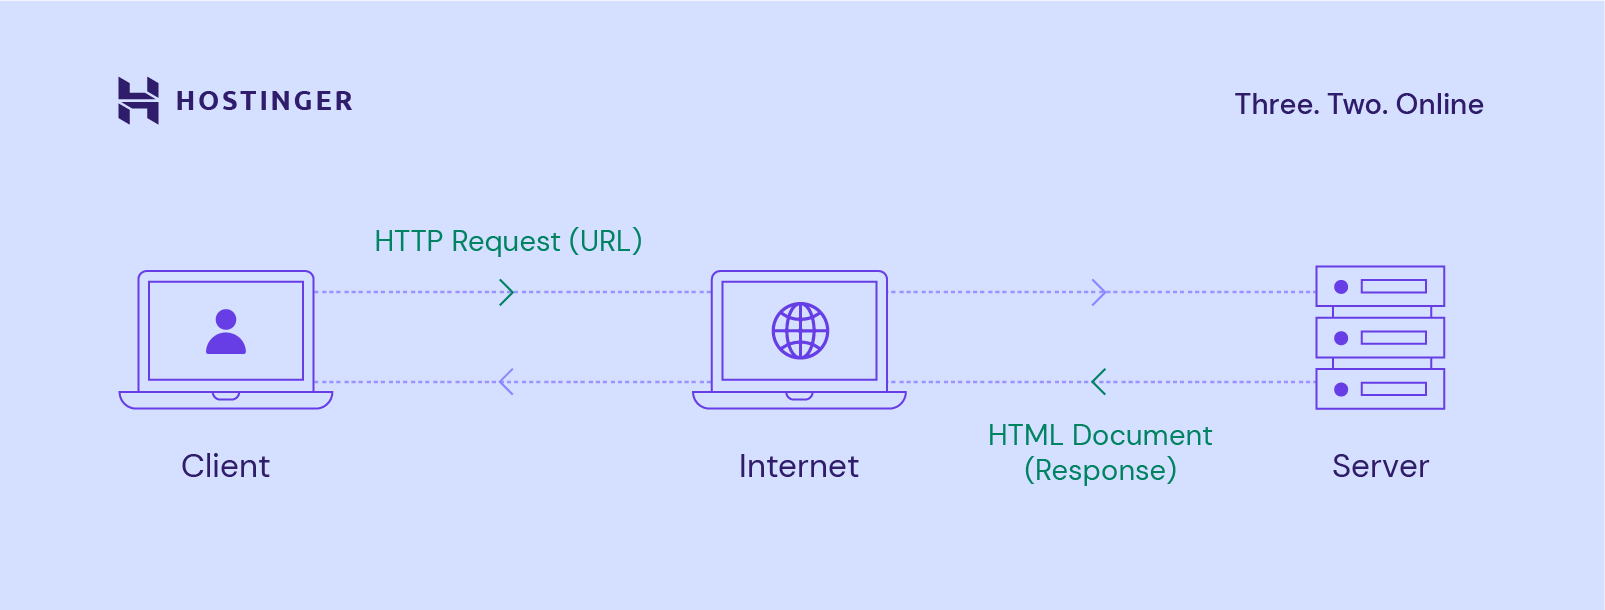 HOSTINGER
Three. Two. Online
HTTP Request (URL)
HTML Document
(Response)
Client
Internet
Server